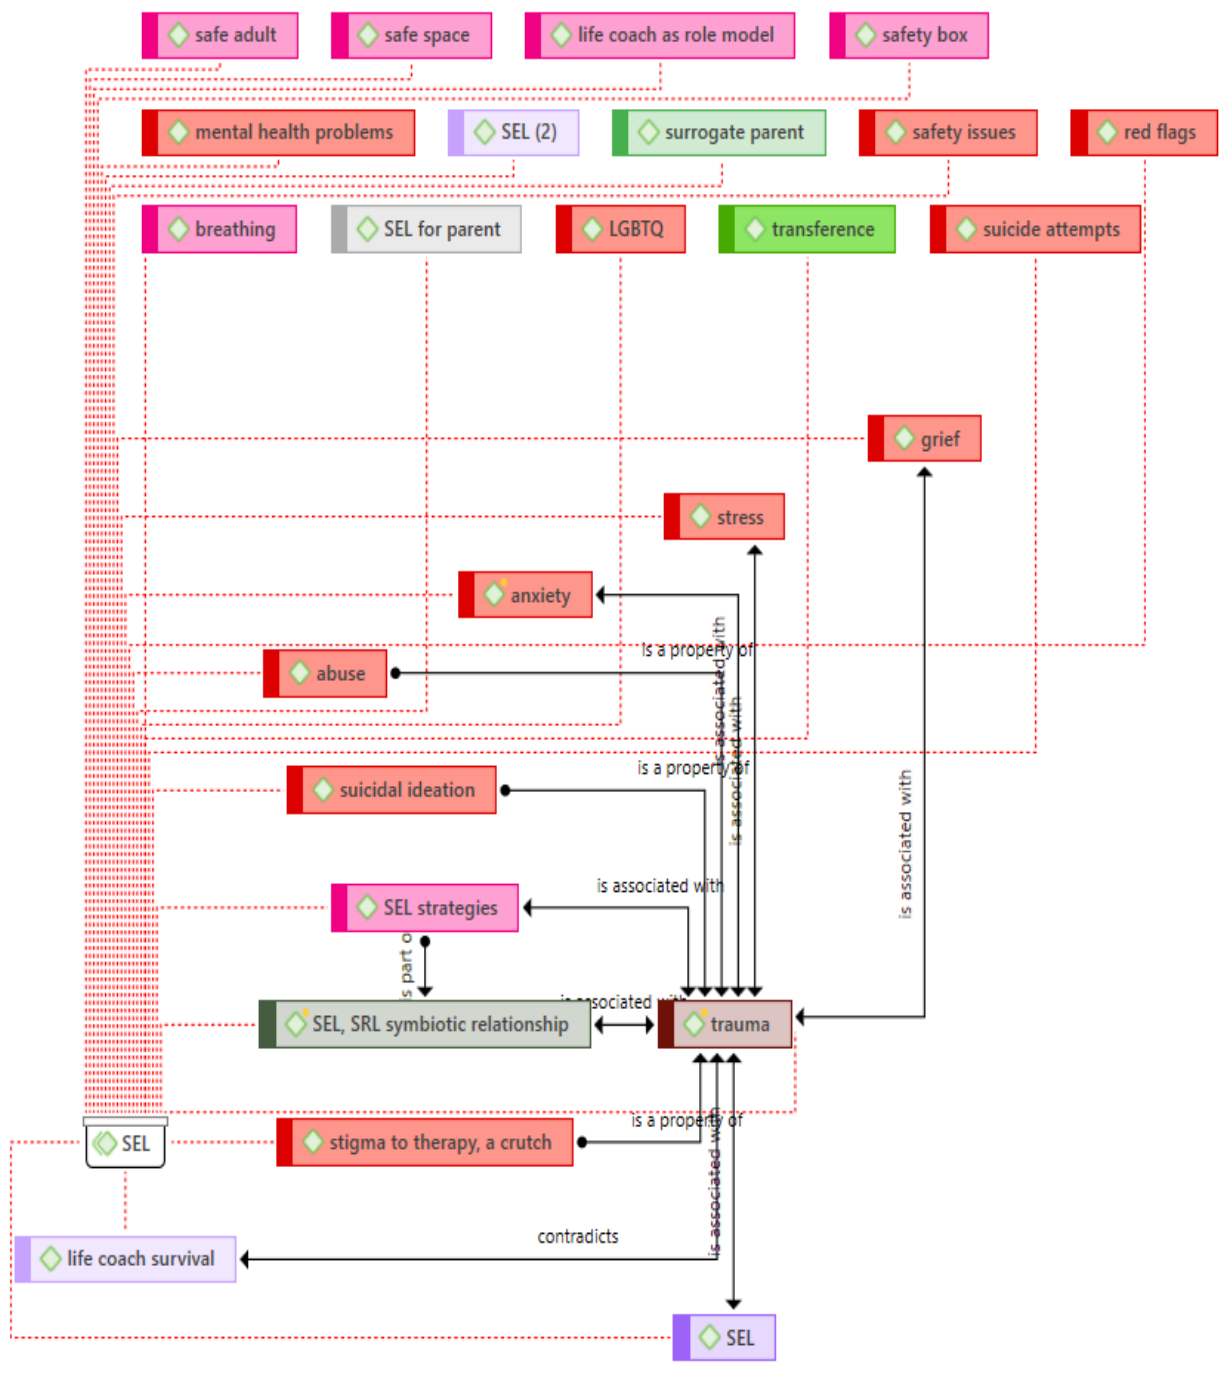 safe adult
safe space
life coach as role model
safety box
mental health problems
SEL (2)
surrogate parent
safety issues
red flags
breathing
SEL for parent
LGBTQ
transference
suicide attempts
grief
stress
anxiety
is a property of
abuse
is associated with
is associated with
is a property of
suicidal ideation
is associated with
is associated with
SEL strategies
is part o
is associated with
SEL, SRL symbiotic relationship
trauma
is a property of
SEL
stigma to therapy, a crutch
is associated with
contradicts
life coach survival
SEL